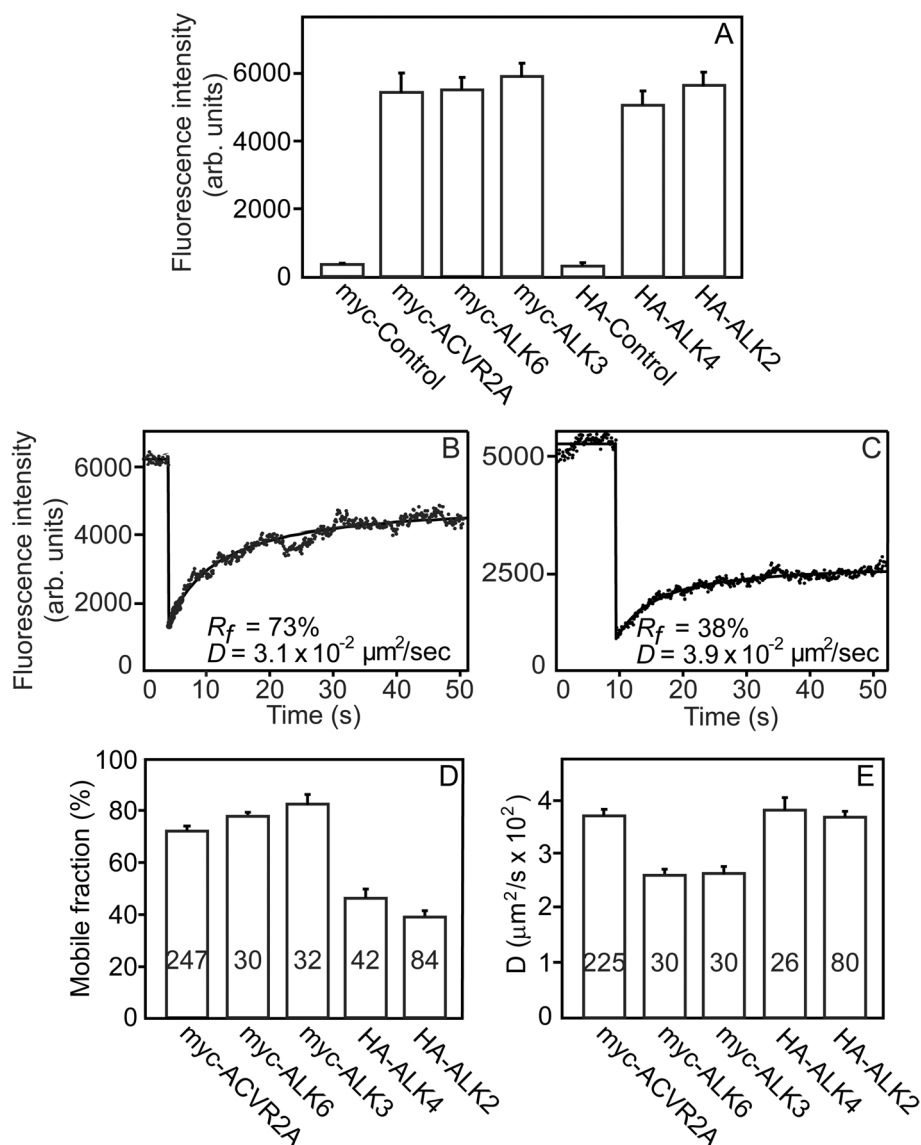 A
Fluorescence intensity
(arb. units)
6000
4000
2000
0
myc-Control
myc-ACVR2A
myc-ALK6
myc-ALK3
HA-Control
HA-ALK4
HA-ALK2
B
Fluorescence intensity
(arb. units)
6000
4000
2000
0
R_f = 73%
D = 3.1 x 10⁻² μm²/sec
0 10 20 30 40 50
Time (s)
C
5000
2500
0
R_f = 38%
D = 3.9 x 10⁻² μm²/sec
0 10 20 30 40 50
Time (s)
D
Mobile fraction (%)
100
80
60
40
20
0
247 30 32 42 84
myc-ACVR2A
myc-ALK6
myc-ALK3
HA-ALK4
HA-ALK2
E
D (μm²/s x 10²)
4
3
2
1
0
225 30 30 26 80
myc-ACVR2A
myc-ALK6
myc-ALK3
HA-ALK4
HA-ALK2